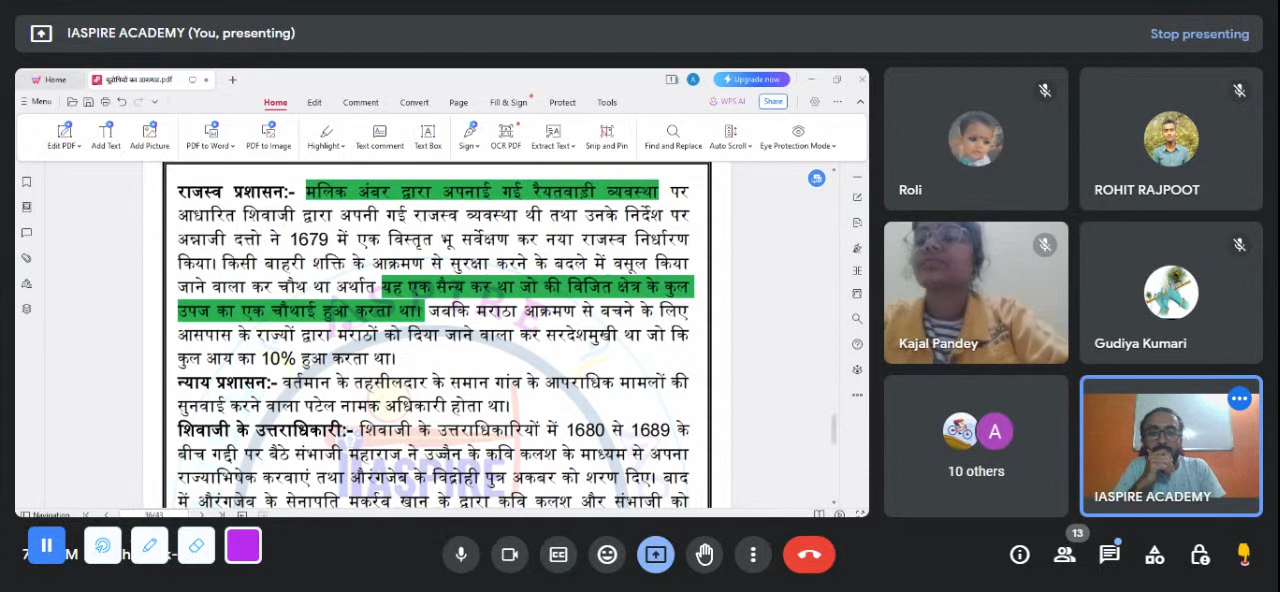 IASPIRE ACADEMY (You, presenting)
Stop presenting
Home
यूरोपियो का आगमन.pdf
Upgrade now
Menu
Home Edit Comment Convert Page Fill & Sign Protect Tools
WPS AI
Share
Edit PDF Add Text Add Picture PDF to Word PDF to Image Highlight Text comment Text Box Sign OCR PDF Extract Text Snip and Pin Find and Replace Auto Scroll Eye Protection Mode
राजस्व प्रशासन:- मलिक अंबर द्वारा अपनाई गई रैयतवाड़ी व्यवस्था पर
आधारित शिवाजी द्वारा अपनी गई राजस्व व्यवस्था थी तथा उनके निर्देश पर
अन्नाजी दत्तो ने 1679 में एक विस्तृत भू सर्वेक्षण कर नया राजस्व निर्धारण
किया। किसी बाहरी शक्ति के आक्रमण से सुरक्षा करने के बदले में वसूल किया
जाने वाला कर चौथ था अर्थात यह एक सैन्य कर था जो की विजित क्षेत्र के कुल
उपज का एक चौथाई हुआ करता था। जबकि मराठा आक्रमण से बचने के लिए
आसपास के राज्यों द्वारा मराठों को दिया जाने वाला कर सरदेशमुखी था जो कि
कुल आय का 10% हुआ करता था।
न्याय प्रशासन:- वर्तमान के तहसीलदार के समान गांव के आपराधिक मामलों की
सुनवाई करने वाला पटेल नामक अधिकारी होता था।
शिवाजी के उत्तराधिकारी:- शिवाजी के उत्तराधिकारियों में 1680 से 1689 के
बीच गद्दी पर बैठे संभाजी महाराज ने उज्जैन के कवि कलश के माध्यम से अपना
राज्याभिषेक करवाएं तथा औरंगजेब के विद्रोही पुत्र अकबर को शरण दिए। बाद
में औरंगजेब के सेनापति मकर्रब खान के द्वारा कवि कलश और संभाजी को
IASPIRE
Navigation
36/43
Roli
ROHIT RAJPOOT
Kajal Pandey
Gudiya Kumari
A
10 others
IASPIRE ACADEMY
13